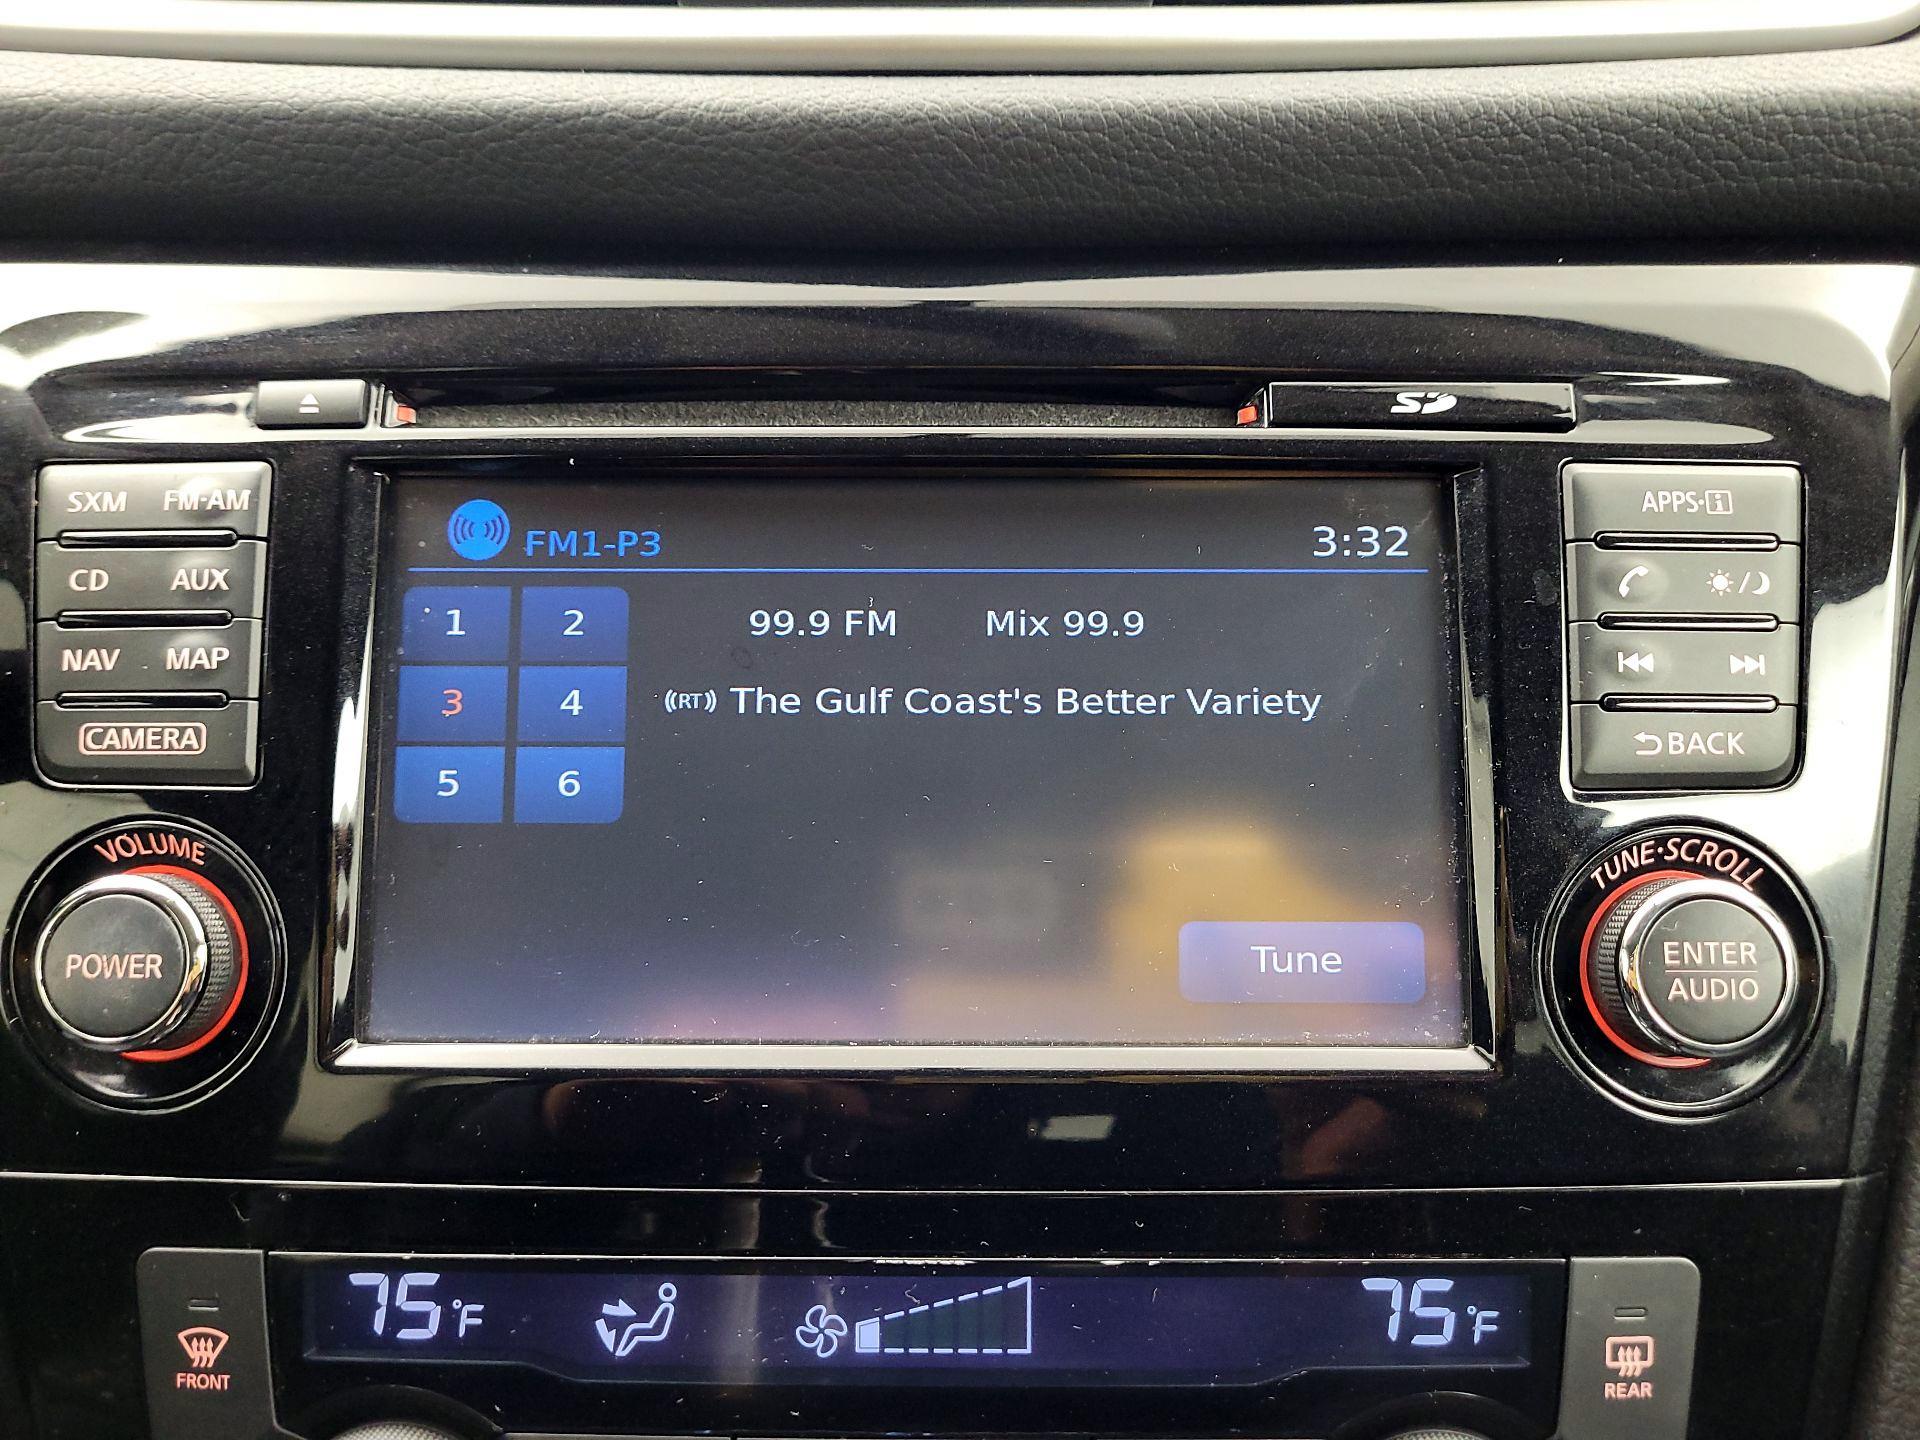 SD
SXM FM·AM
CD AUX
NAV MAP
CAMERA
VOLUME
POWER
FM1-P3 3:32
1 2
99.9 FM Mix 99.9
3 4
((RT)) The Gulf Coast's Better Variety
5 6
Tune
APPS·i
BACK
TUNE·SCROLL
ENTER
AUDIO
75°F 75°F
FRONT
REAR